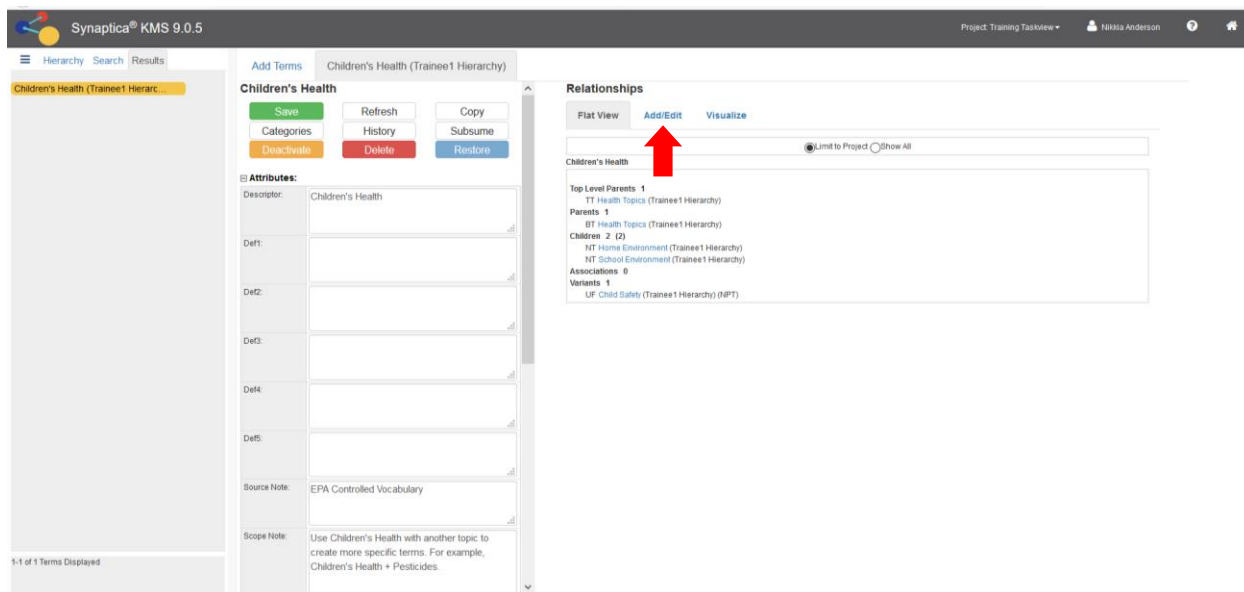 Synaptica® KMS 9.0.5
Project: Training Taskview
Nikkia Anderson
Hierarchy Search Results
Children's Health (Trainee1 Hierarc...
1-1 of 1 Terms Displayed
Add Terms
Children's Health (Trainee1 Hierarchy)
Children's Health
Save Refresh Copy
Categories History Subsume
Deactivate Delete Restore
Attributes:
Descriptor: Children's Health
Def1:
Def2:
Def3:
Def4:
Def5:
Source Note: EPA Controlled Vocabulary
Scope Note: Use Children's Health with another topic to
create more specific terms. For example,
Children's Health + Pesticides.
Relationships
Flat View Add/Edit Visualize
Limit to Project Show All
Children's Health
Top Level Parents 1
TT Health Topics (Trainee1 Hierarchy)
Parents 1
BT Health Topics (Trainee1 Hierarchy)
Children 2 (2)
NT Home Environment (Trainee1 Hierarchy)
NT School Environment (Trainee1 Hierarchy)
Associations 0
Variants 1
UF Child Safety (Trainee1 Hierarchy) (NPT)